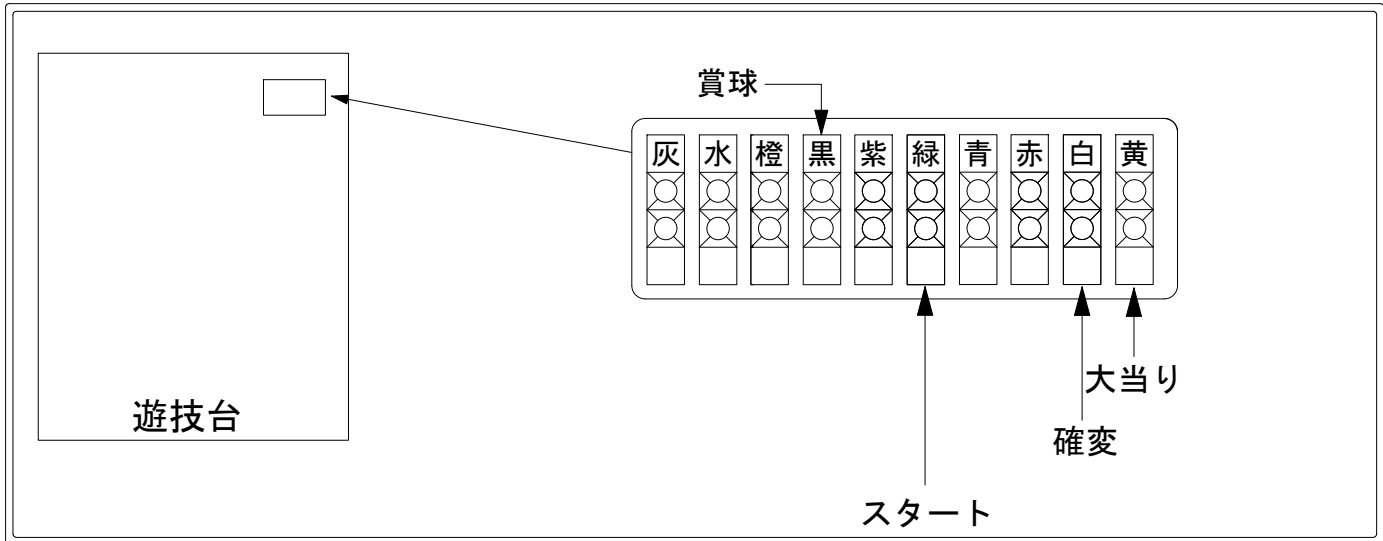 賞球
灰 水 橙 黒 紫 緑 青 赤 白 黄
大当り
遊技台
確変
スタート